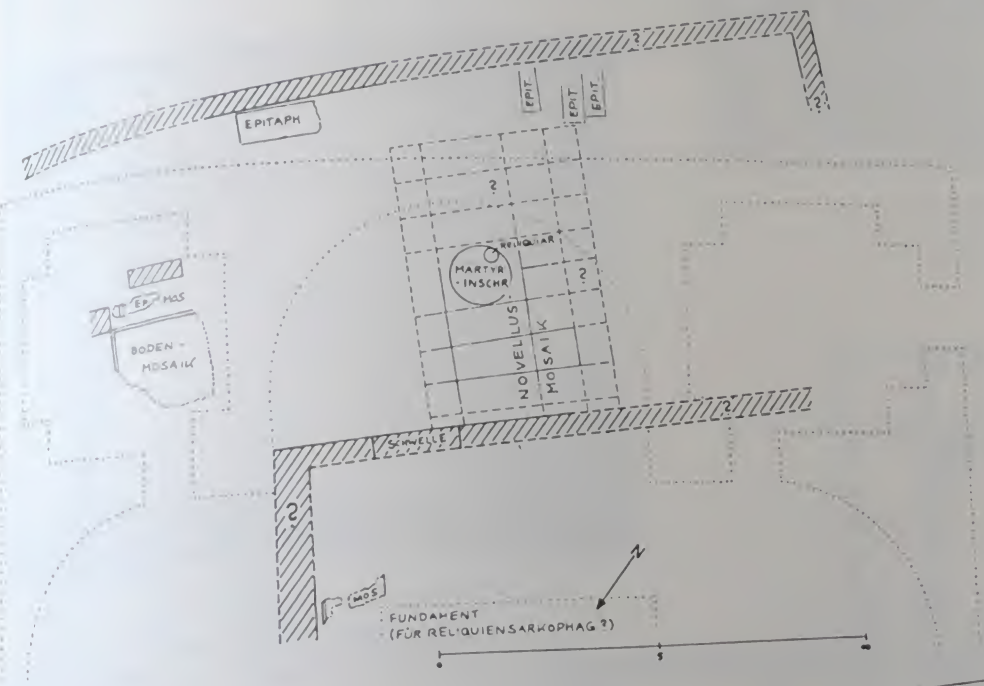 ?
EPIT.
EPIT
EPIT.
?
EPITAPH
?
RELIQUIAR
MARTYR
-INSCHR.
?
EP.
MOS
BODEN-
MOSAIK
NOVELLUS-
MOSAIK
?
SCHWELLE
?
N
MOS
FUNDAMENT
(FÜR RELIQUIENSARKOPHAG?)
0
5